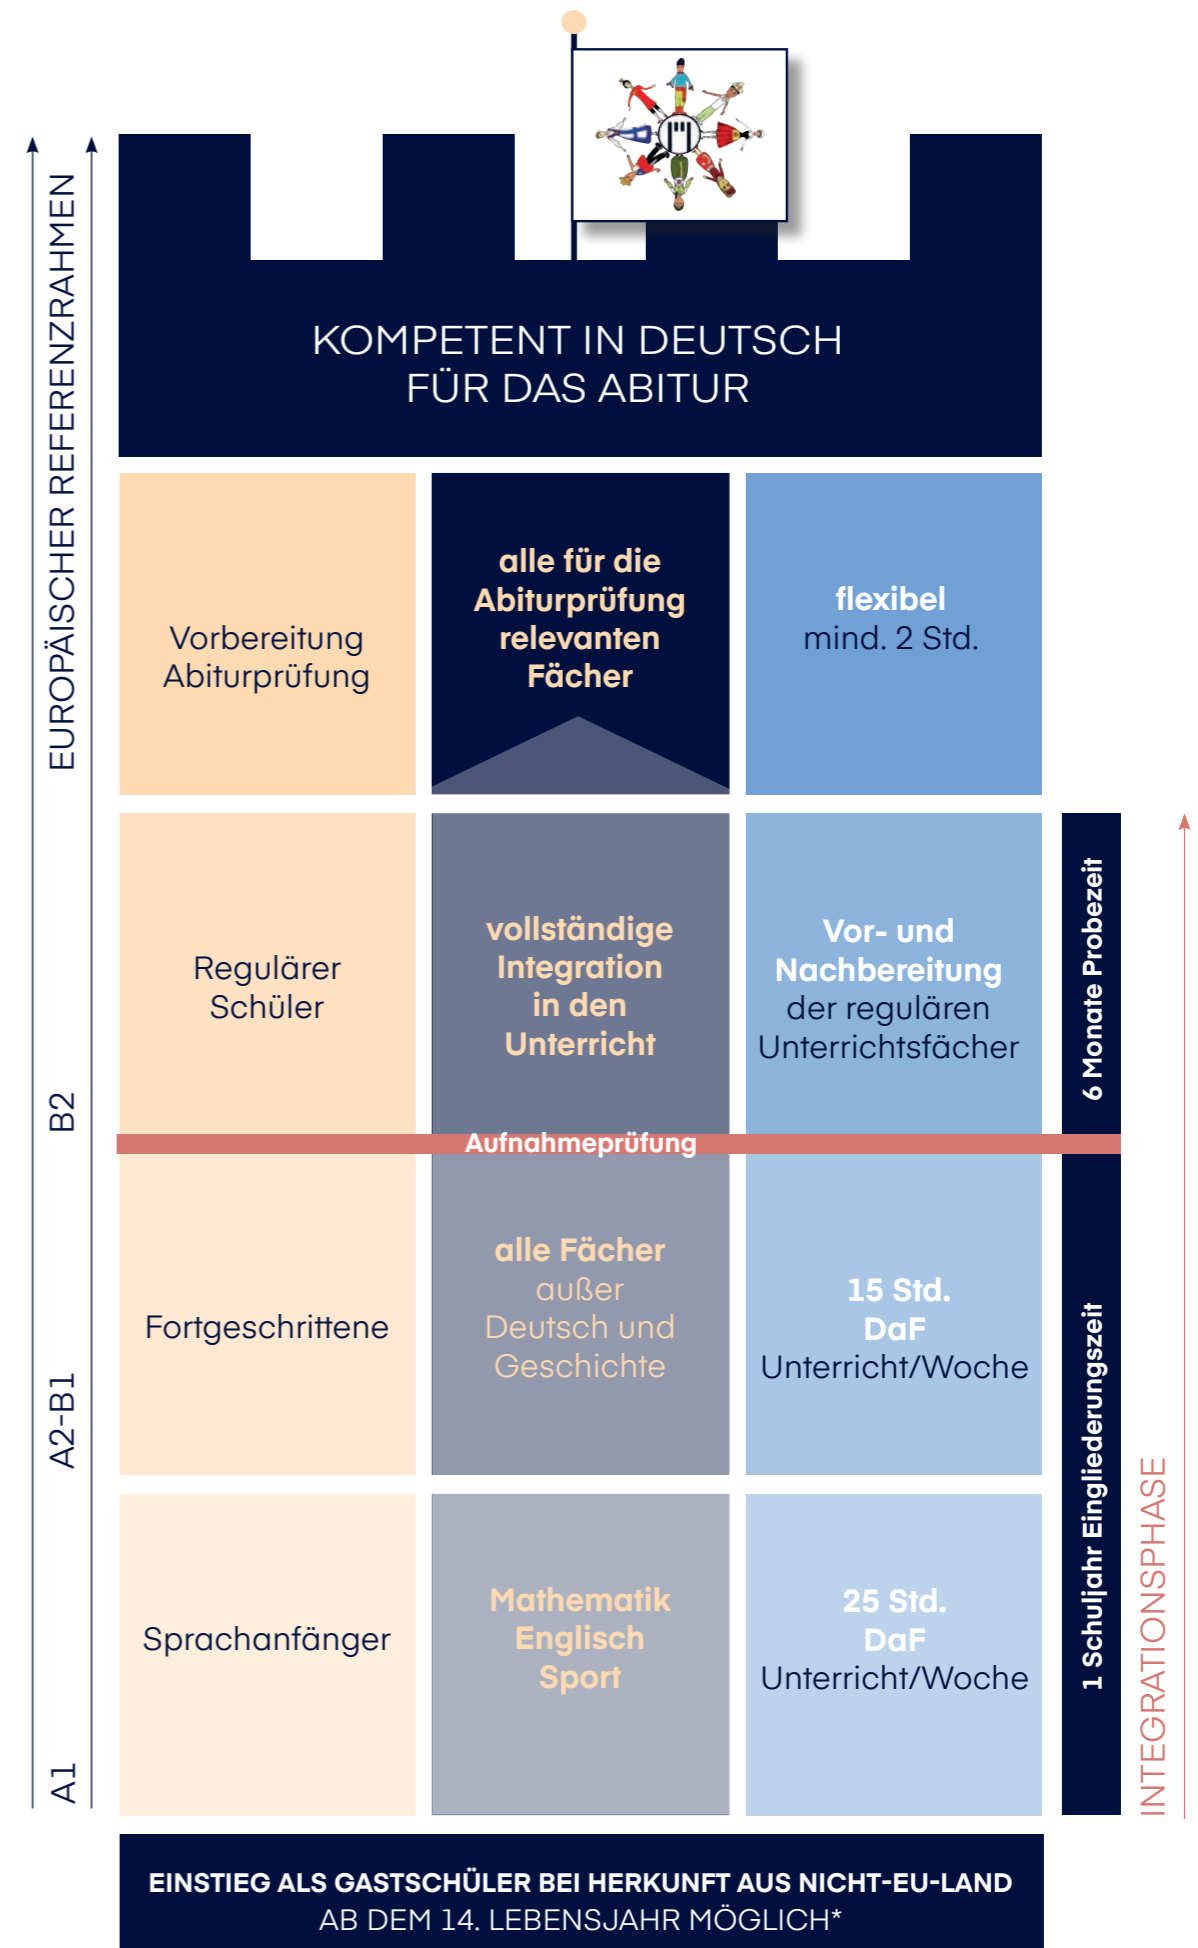 EUROPÄISCHER REFERENZRAHMEN
KOMPETENT IN DEUTSCH
FÜR DAS ABITUR
Vorbereitung
Abiturprüfung
alle für die
Abiturprüfung
relevanten
Fächer
flexibel
mind. 2 Std.
B2
Regulärer
Schüler
vollständige
Integration
in den
Unterricht
Vor- und
Nachbereitung
der regulären
Unterrichtsfächer
6 Monate Probezeit
Aufnahmeprüfung
A2-B1
Fortgeschrittene
alle Fächer
außer
Deutsch und
Geschichte
15 Std.
DaF
Unterricht/Woche
1 Schuljahr Eingliederungszeit
INTEGRATIONSPHASE
A1
Sprachanfänger
Mathematik
Englisch
Sport
25 Std.
DaF
Unterricht/Woche
EINSTIEG ALS GASTSCHÜLER BEI HERKUNFT AUS NICHT-EU-LAND
AB DEM 14. LEBENSJAHR MÖGLICH*